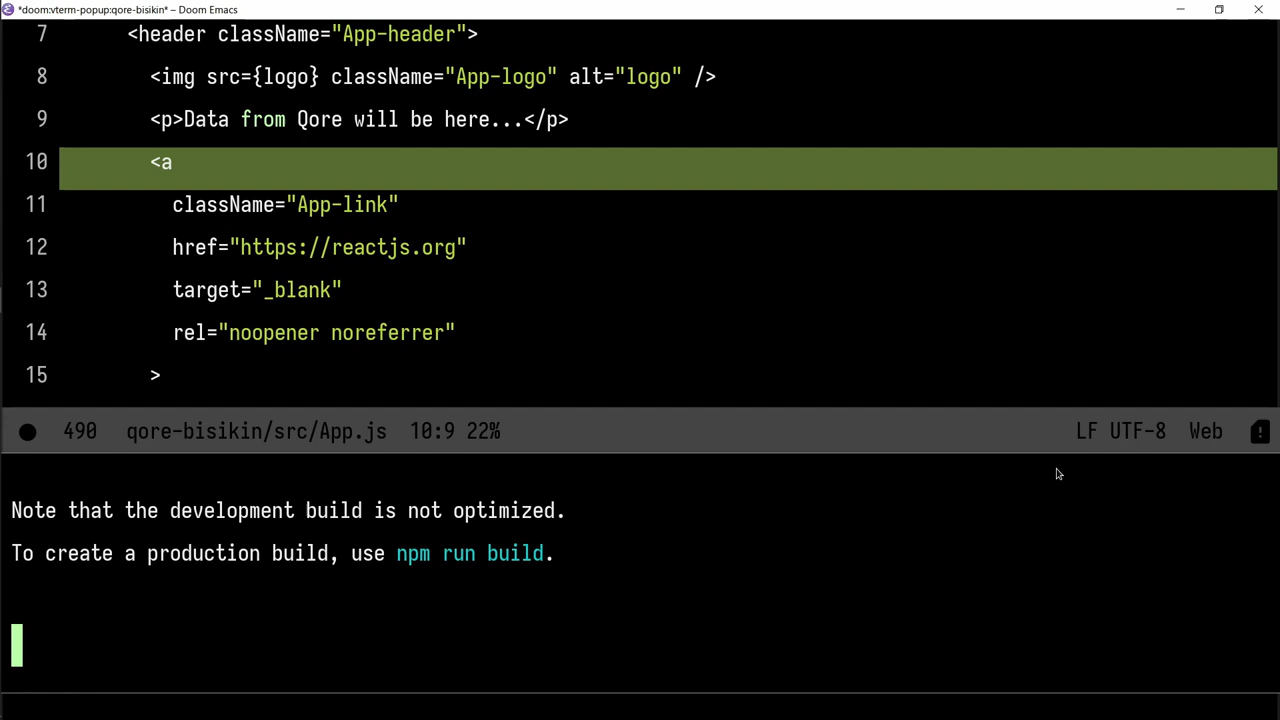 *doom:vterm-popup:qore-bisikin* – Doom Emacs
7 <header className="App-header">
8 <img src={logo} className="App-logo" alt="logo" />
9 <p>Data from Qore will be here...</p>
10 <a
11 className="App-link"
12 href="https://reactjs.org"
13 target="_blank"
14 rel="noopener noreferrer"
15 >
490 qore-bisikin/src/App.js 10:9 22% LF UTF-8 Web
Note that the development build is not optimized.
To create a production build, use npm run build.